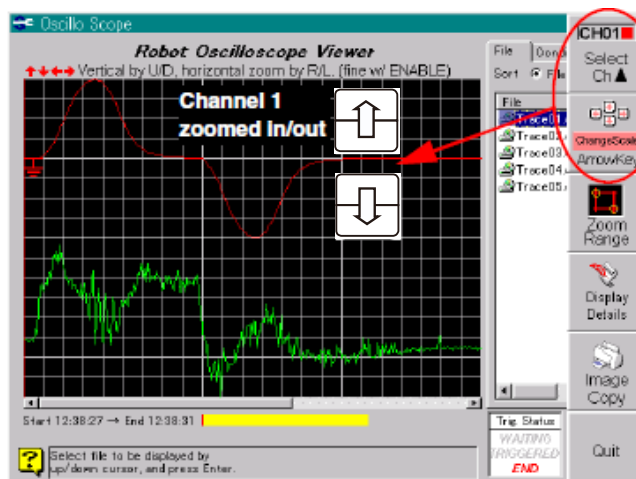 Oscillo Scope
Robot Oscilloscope Viewer
Vertical by U/D, horizontal zoom by R/L. (fine w/ ENABLE)
Channel 1
zoomed in/out
File
Sort
File
Trace01
Trace02
Trace03
Trace04
Trace05
Start 12:38:27 → End 12:38:31
Trig. Status
WAITING
TRIGGERED
END
Select file to be displayed by
up/down cursor, and press Enter.
CH01
Select
Ch▲
ChangeScale
ArrowKey
Zoom
Range
Display
Details
Image
Copy
Quit